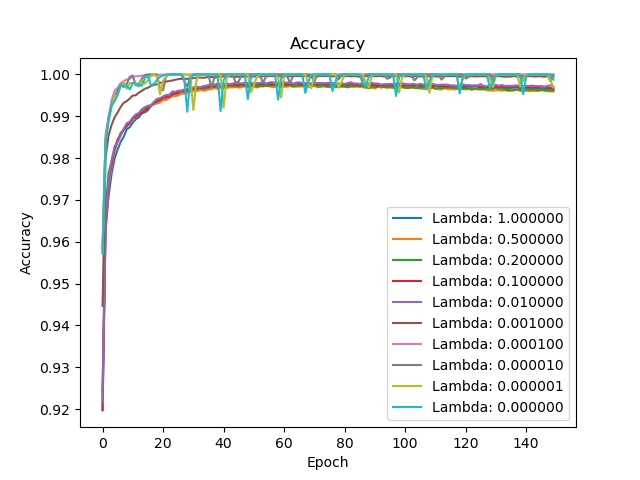 Accuracy
1.00
0.99
0.98
0.97
0.96
0.95
0.94
0.93
0.92
Accuracy
0 20 40 60 80 100 120 140
Epoch
Lambda: 1.000000
Lambda: 0.500000
Lambda: 0.200000
Lambda: 0.100000
Lambda: 0.010000
Lambda: 0.001000
Lambda: 0.000100
Lambda: 0.000010
Lambda: 0.000001
Lambda: 0.000000